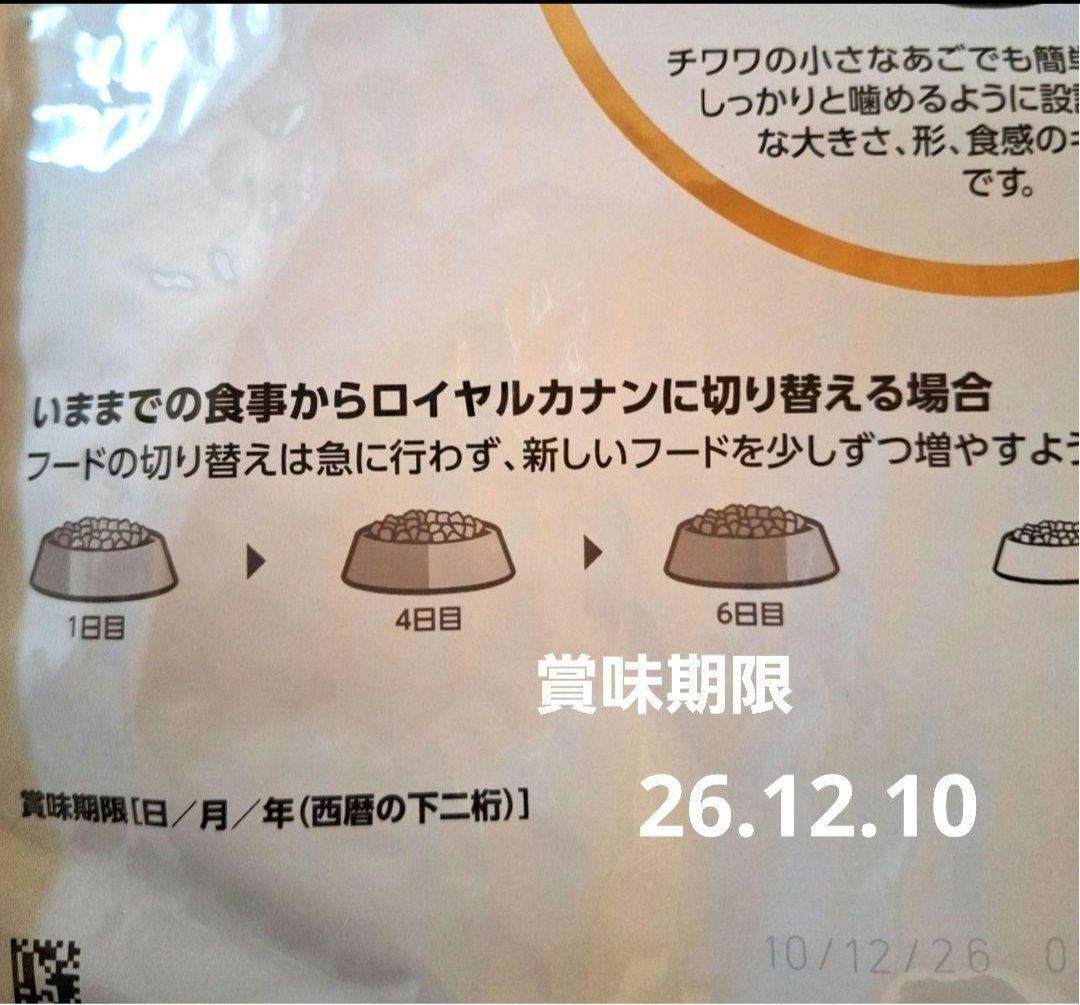 チワワの小さなあごでも簡単
しっかりと噛めるように設計
な大きさ、形、食感のキ
です。
いままでの食事からロイヤルカナンに切り替える場合
フードの切り替えは急に行わず、新しいフードを少しずつ増やすよう
1日目
4日目
6日目
賞味期限
26.12.10
賞味期限[日／月／年(西暦の下二桁)]
10/12/26 0